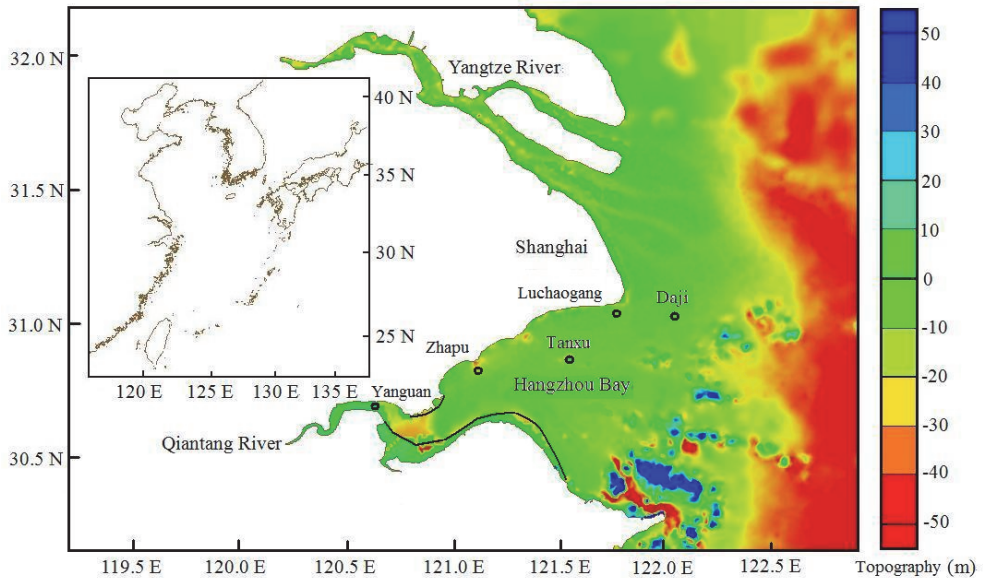 32.0 N
31.5 N
31.0 N
30.5 N
40 N
35 N
30 N
25 N
120 E
125 E
130 E
135 E
Yangtze River
Shanghai
Luchaogang
Daji
Zhapu
Tanxu
Hangzhou Bay
Yanguan
Qiantang River
119.5 E
120.0 E
120.5 E
121.0 E
121.5 E
122.0 E
122.5 E
50
40
30
20
10
0
-10
-20
-30
-40
-50
Topography (m)